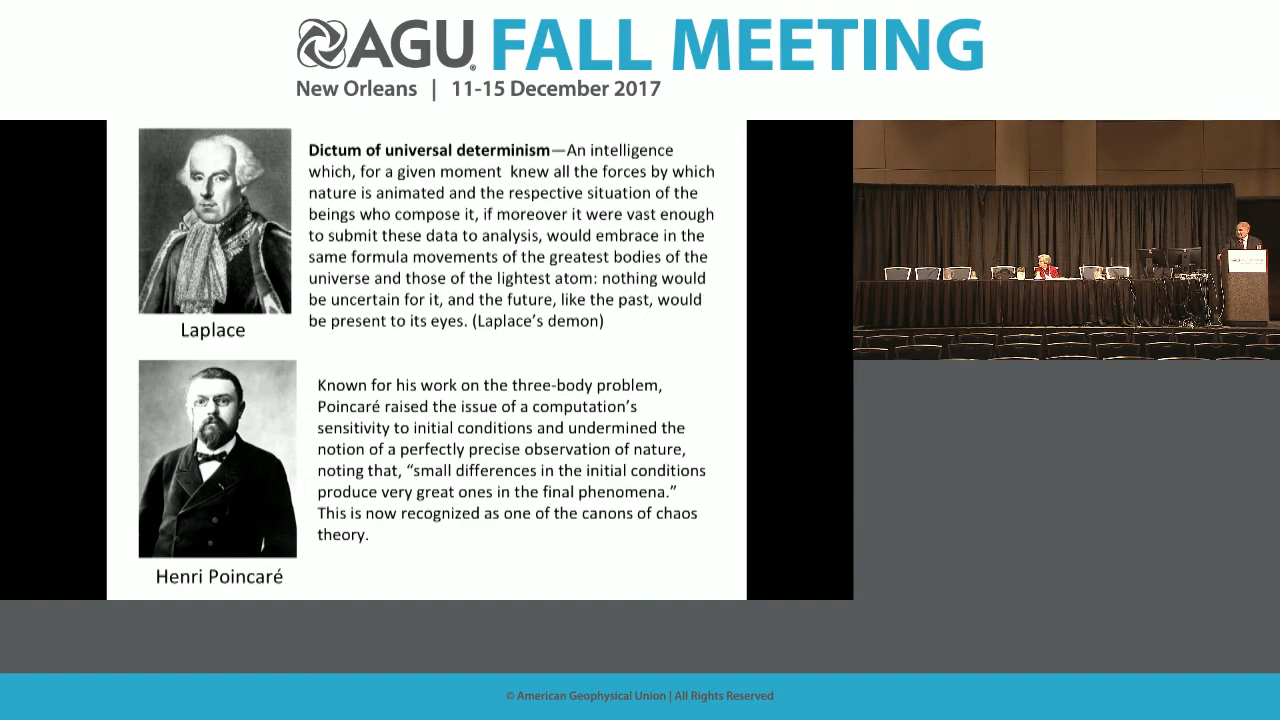 AGU FALL MEETING
New Orleans | 11-15 December 2017
Dictum of universal determinism—An intelligence
which, for a given moment knew all the forces by which
nature is animated and the respective situation of the
beings who compose it, if moreover it were vast enough
to submit these data to analysis, would embrace in the
same formula movements of the greatest bodies of the
universe and those of the lightest atom: nothing would
be uncertain for it, and the future, like the past, would
be present to its eyes. (Laplace’s demon)
Laplace
Known for his work on the three-body problem,
Poincaré raised the issue of a computation’s
sensitivity to initial conditions and undermined the
notion of a perfectly precise observation of nature,
noting that, “small differences in the initial conditions
produce very great ones in the final phenomena.”
This is now recognized as one of the canons of chaos
theory.
Henri Poincaré
© American Geophysical Union | All Rights Reserved